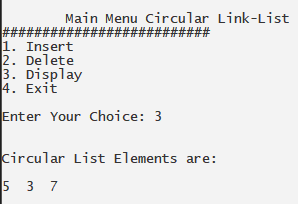 Main Menu Circular Link-List
##########################
1. Insert
2. Delete
3. Display
4. Exit
Enter Your Choice: 3
Circular List Elements are:
5 3 7